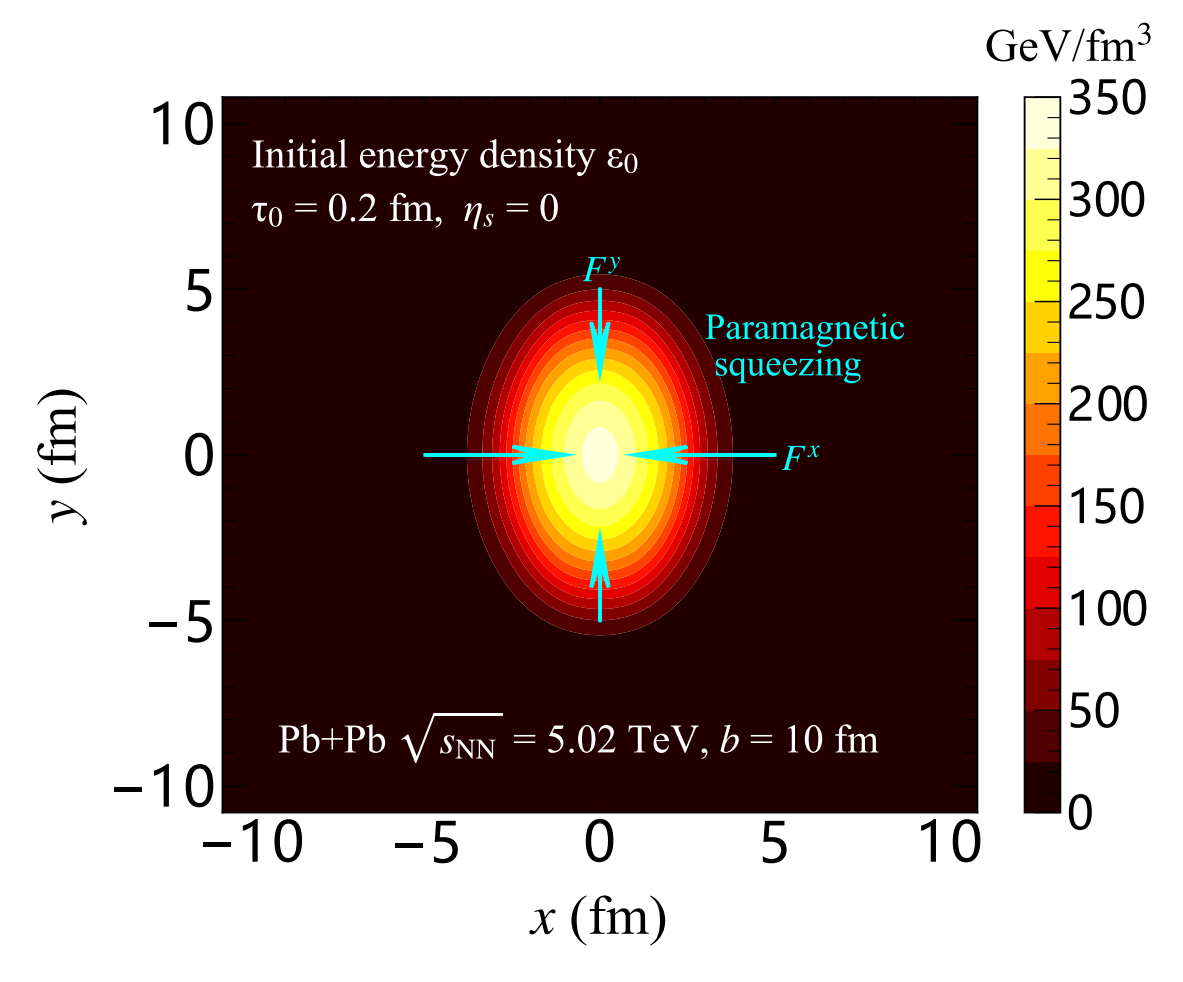 GeV/fm³
Initial energy density ε₀
τ₀ = 0.2 fm, ηₛ = 0
Fʸ
Paramagnetic
squeezing
Fˣ
Pb+Pb √sNN = 5.02 TeV, b = 10 fm
10
5
0
−5
−10
y (fm)
−10 −5 0 5 10
x (fm)
350
300
250
200
150
100
50
0